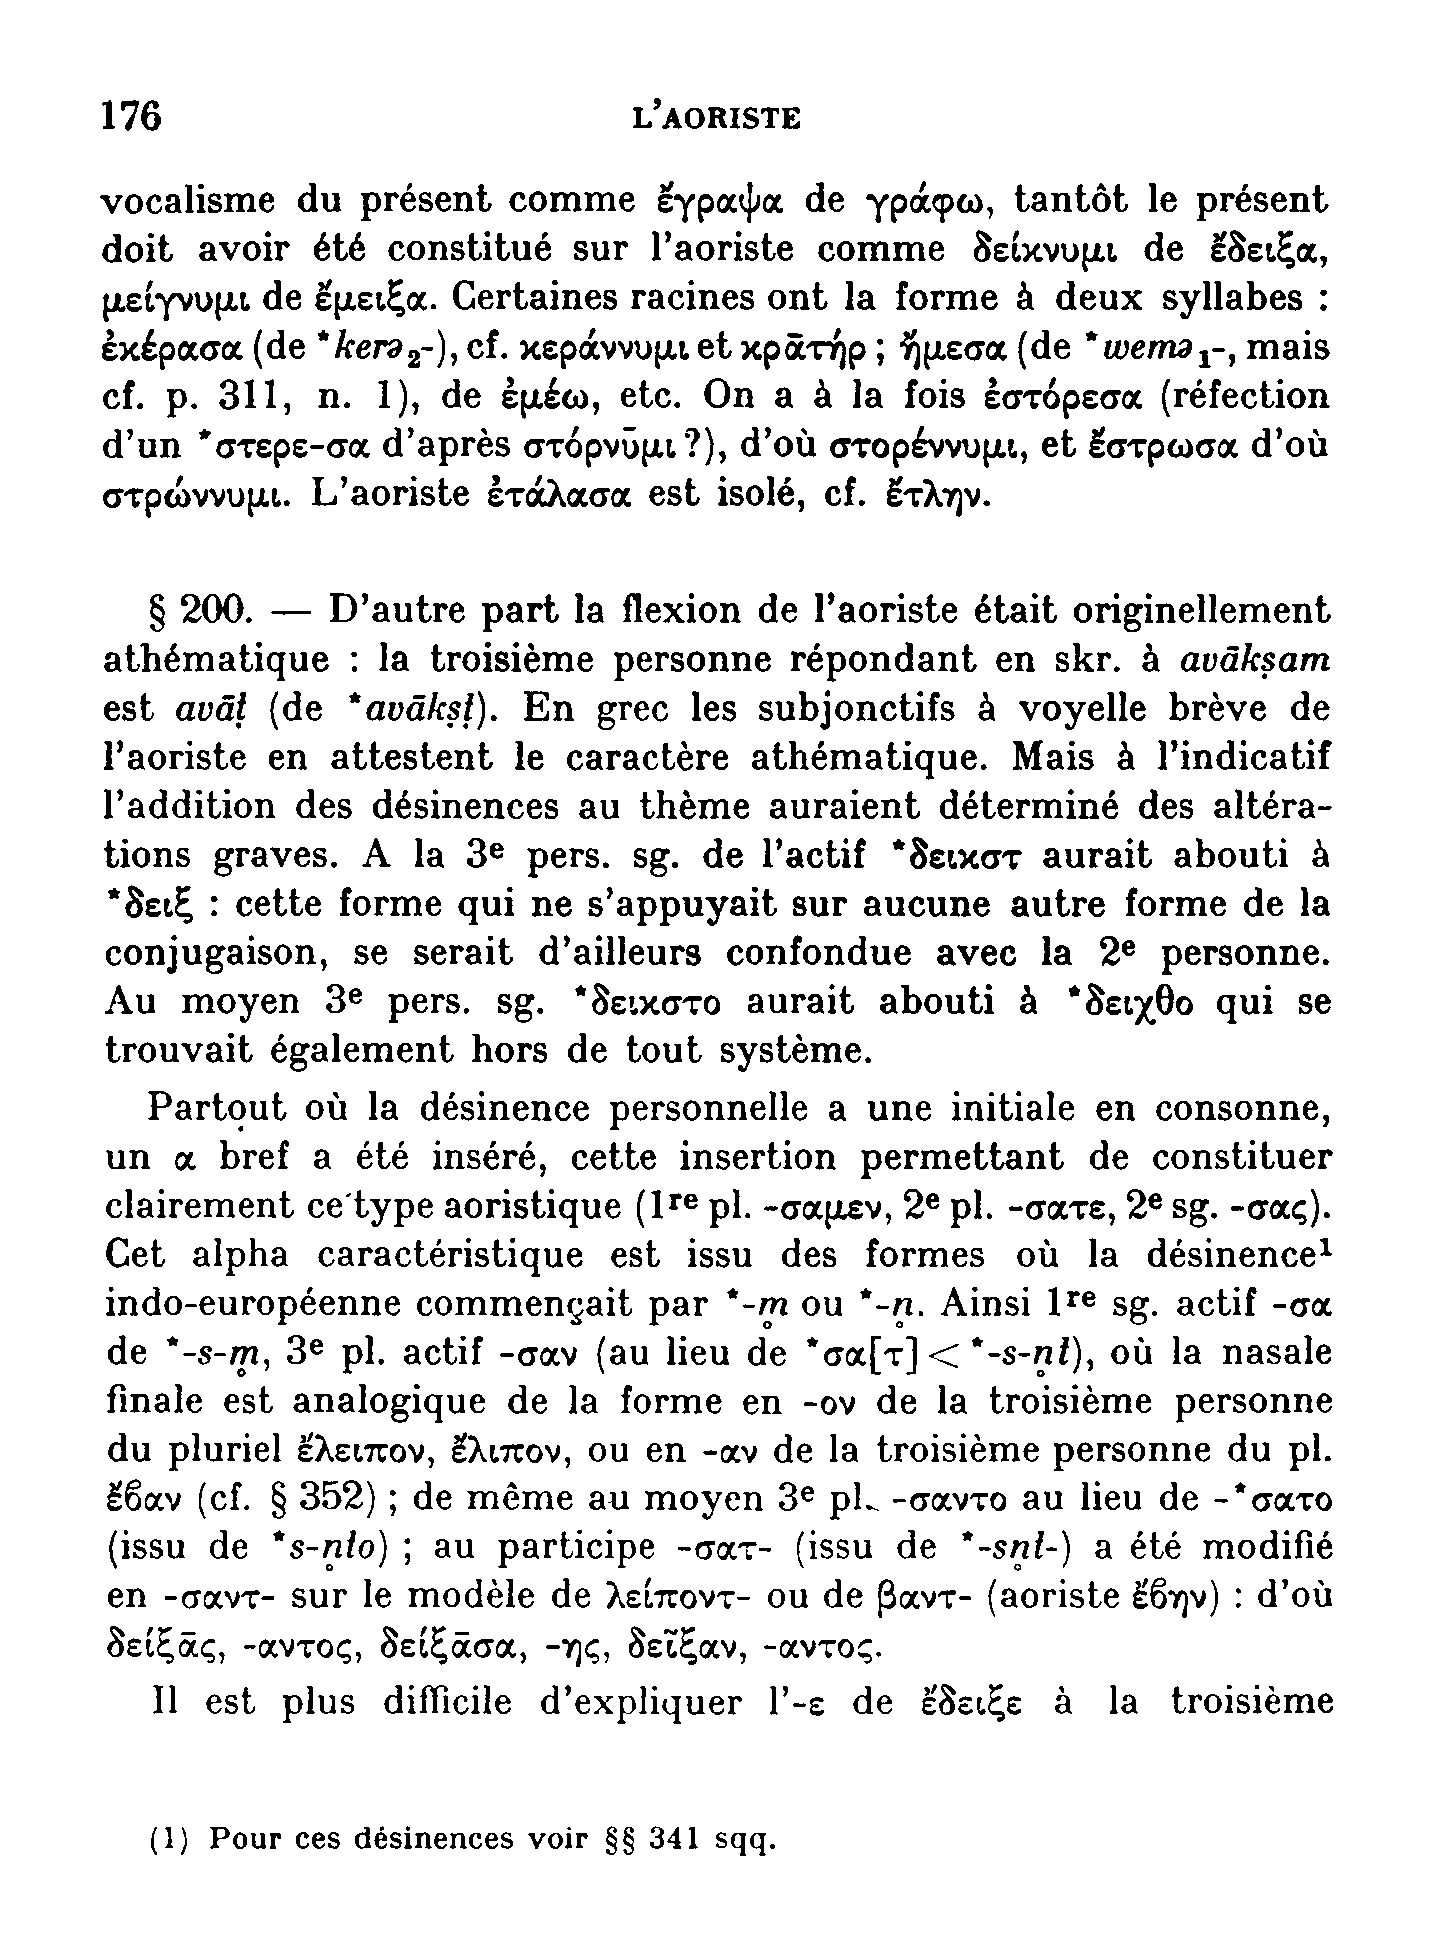 176 L’AORISTE
vocalisme du présent comme ἔγραψα de γράφω, tantôt le présent
doit avoir été constitué sur l’aoriste comme δείκνυμι de ἔδειξα,
μείγνυμι de ἔμειξα. Certaines racines ont la forme à deux syllabes :
ἐκέρασα (de *kerə₂-), cf. κεράννυμι et κρᾱτήρ ; ἤμεσα (de *wemə₁-, mais
cf. p. 311, n. 1), de ἐμέω, etc. On a à la fois ἐστόρεσα (réfection
d’un *στερε-σα d’après στόρνῡμι ?), d’où στορέννυμι, et ἔστρωσα d’où
στρώννυμι. L’aoriste ἐτάλασα est isolé, cf. ἔτλην.
§ 200. — D’autre part la flexion de l’aoriste était originellement
athématique : la troisième personne répondant en skr. à avākṣam
est avāṭ (de *avākṣṭ). En grec les subjonctifs à voyelle brève de
l’aoriste en attestent le caractère athématique. Mais à l’indicatif
l’addition des désinences au thème auraient déterminé des altéra-
tions graves. A la 3ᵉ pers. sg. de l’actif *δεικστ aurait abouti à
*δειξ : cette forme qui ne s’appuyait sur aucune autre forme de la
conjugaison, se serait d’ailleurs confondue avec la 2ᵉ personne.
Au moyen 3ᵉ pers. sg. *δεικστο aurait abouti à *δειχθο qui se
trouvait également hors de tout système.
Partout où la désinence personnelle a une initiale en consonne,
un α bref a été inséré, cette insertion permettant de constituer
clairement ce type aoristique (1ʳᵉ pl. -σαμεν, 2ᵉ pl. -σατε, 2ᵉ sg. -σας).
Cet alpha caractéristique est issu des formes où la désinence¹
indo-européenne commençait par *-m̥ ou *-n̥. Ainsi 1ʳᵉ sg. actif -σα
de *-s-m̥, 3ᵉ pl. actif -σαν (au lieu de *σα[τ] < *-s-n̥t), où la nasale
finale est analogique de la forme en -ον de la troisième personne
du pluriel ἔλειπον, ἔλιπον, ou en -αν de la troisième personne du pl.
ἔϐαν (cf. § 352) ; de même au moyen 3ᵉ pl. -σαντο au lieu de -*σατο
(issu de *s-n̥to) ; au participe -σατ- (issu de *-sn̥t-) a été modifié
en -σαντ- sur le modèle de λείποντ- ou de βαντ- (aoriste ἔϐην) : d’où
δείξᾱς, -αντος, δείξᾱσα, -ης, δεῖξαν, -αντος.
Il est plus difficile d’expliquer l’-ε de ἔδειξε à la troisième
(1) Pour ces désinences voir §§ 341 sqq.